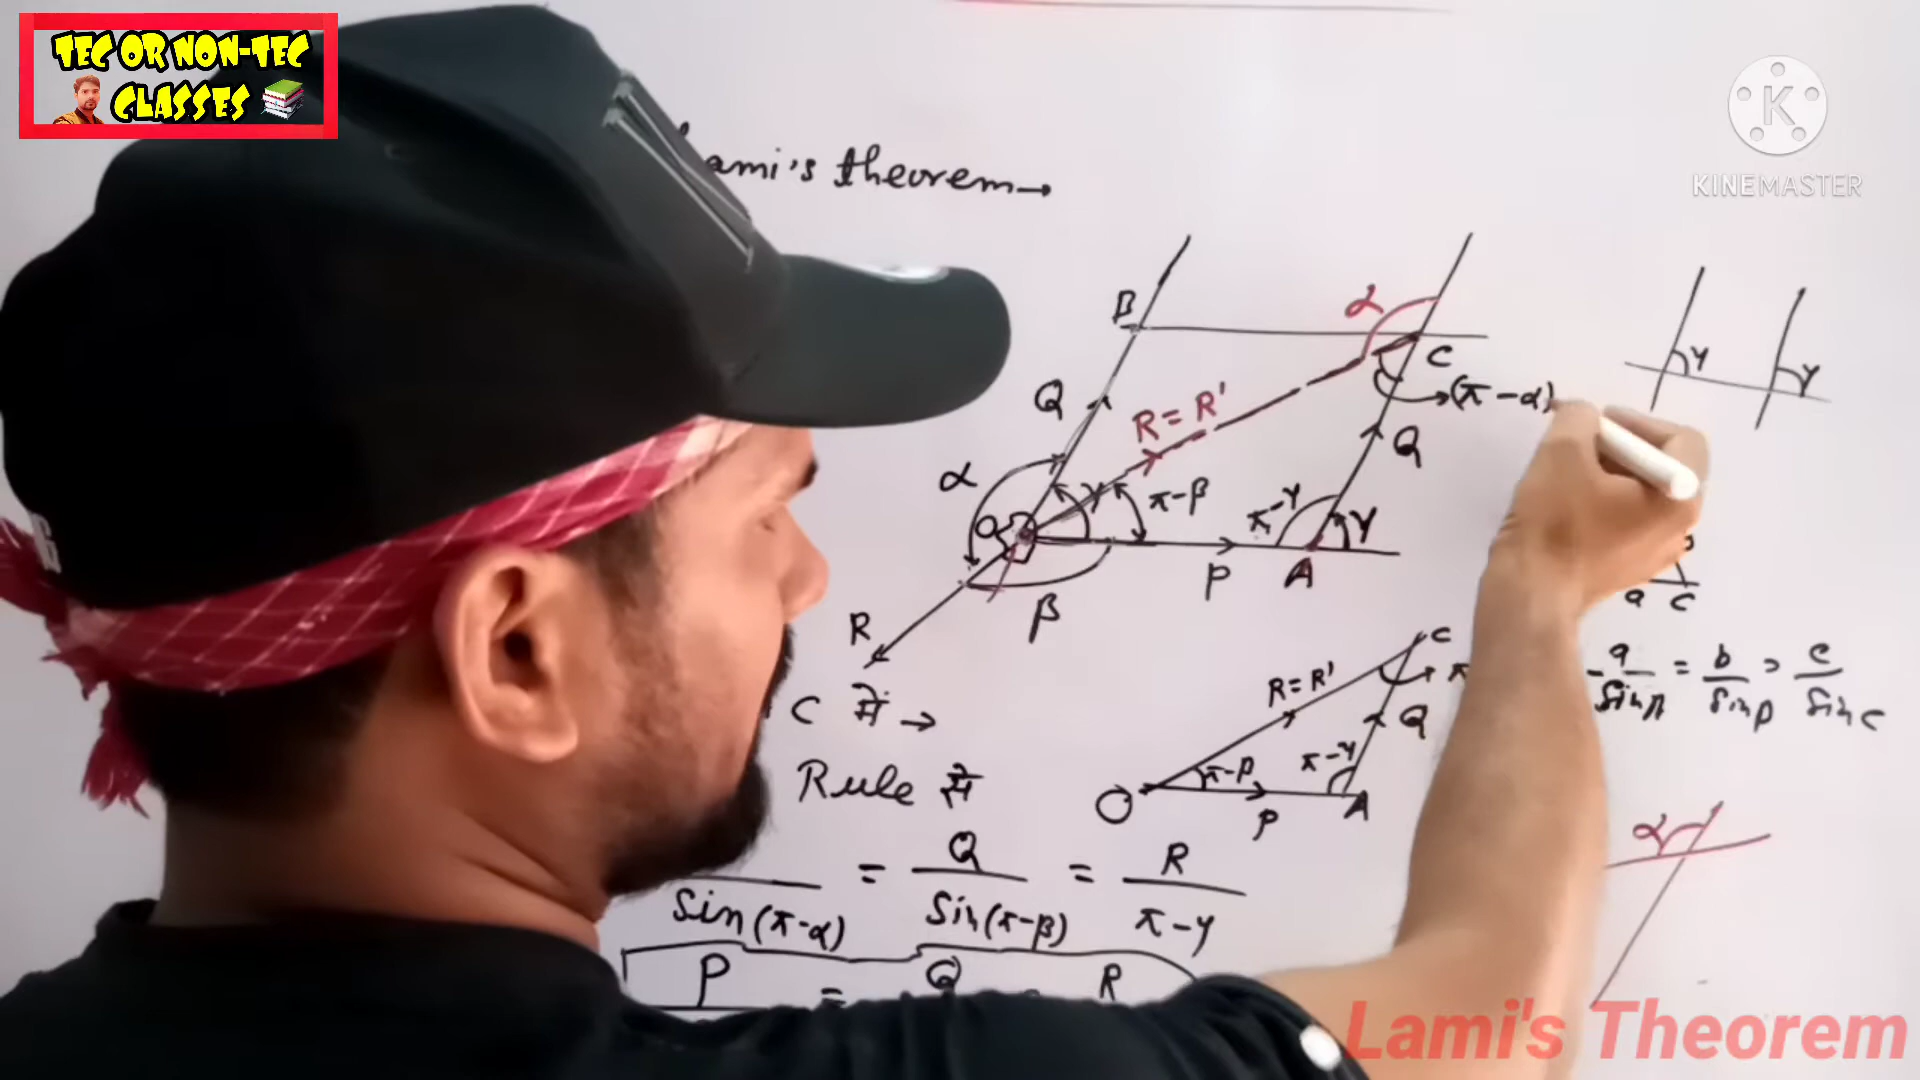 TEC OR NON-TEC
CLASSES
K
KINEMASTER
ami's theorem→
B
α
C
Q
R = R'
→(π-α)
Q
γ
γ
α
γ
π-β
π-γ
γ
O
P
A
β
R
a
C
C में →
C
R = R'
π
Q
a/Sin A = b/Sin B = c/Sin C
Rule से
π-β
π-γ
O
P
A
/Sin(π-α) = Q/Sin(π-β) = R/π-γ
α
P = Q R
Lami's Theorem